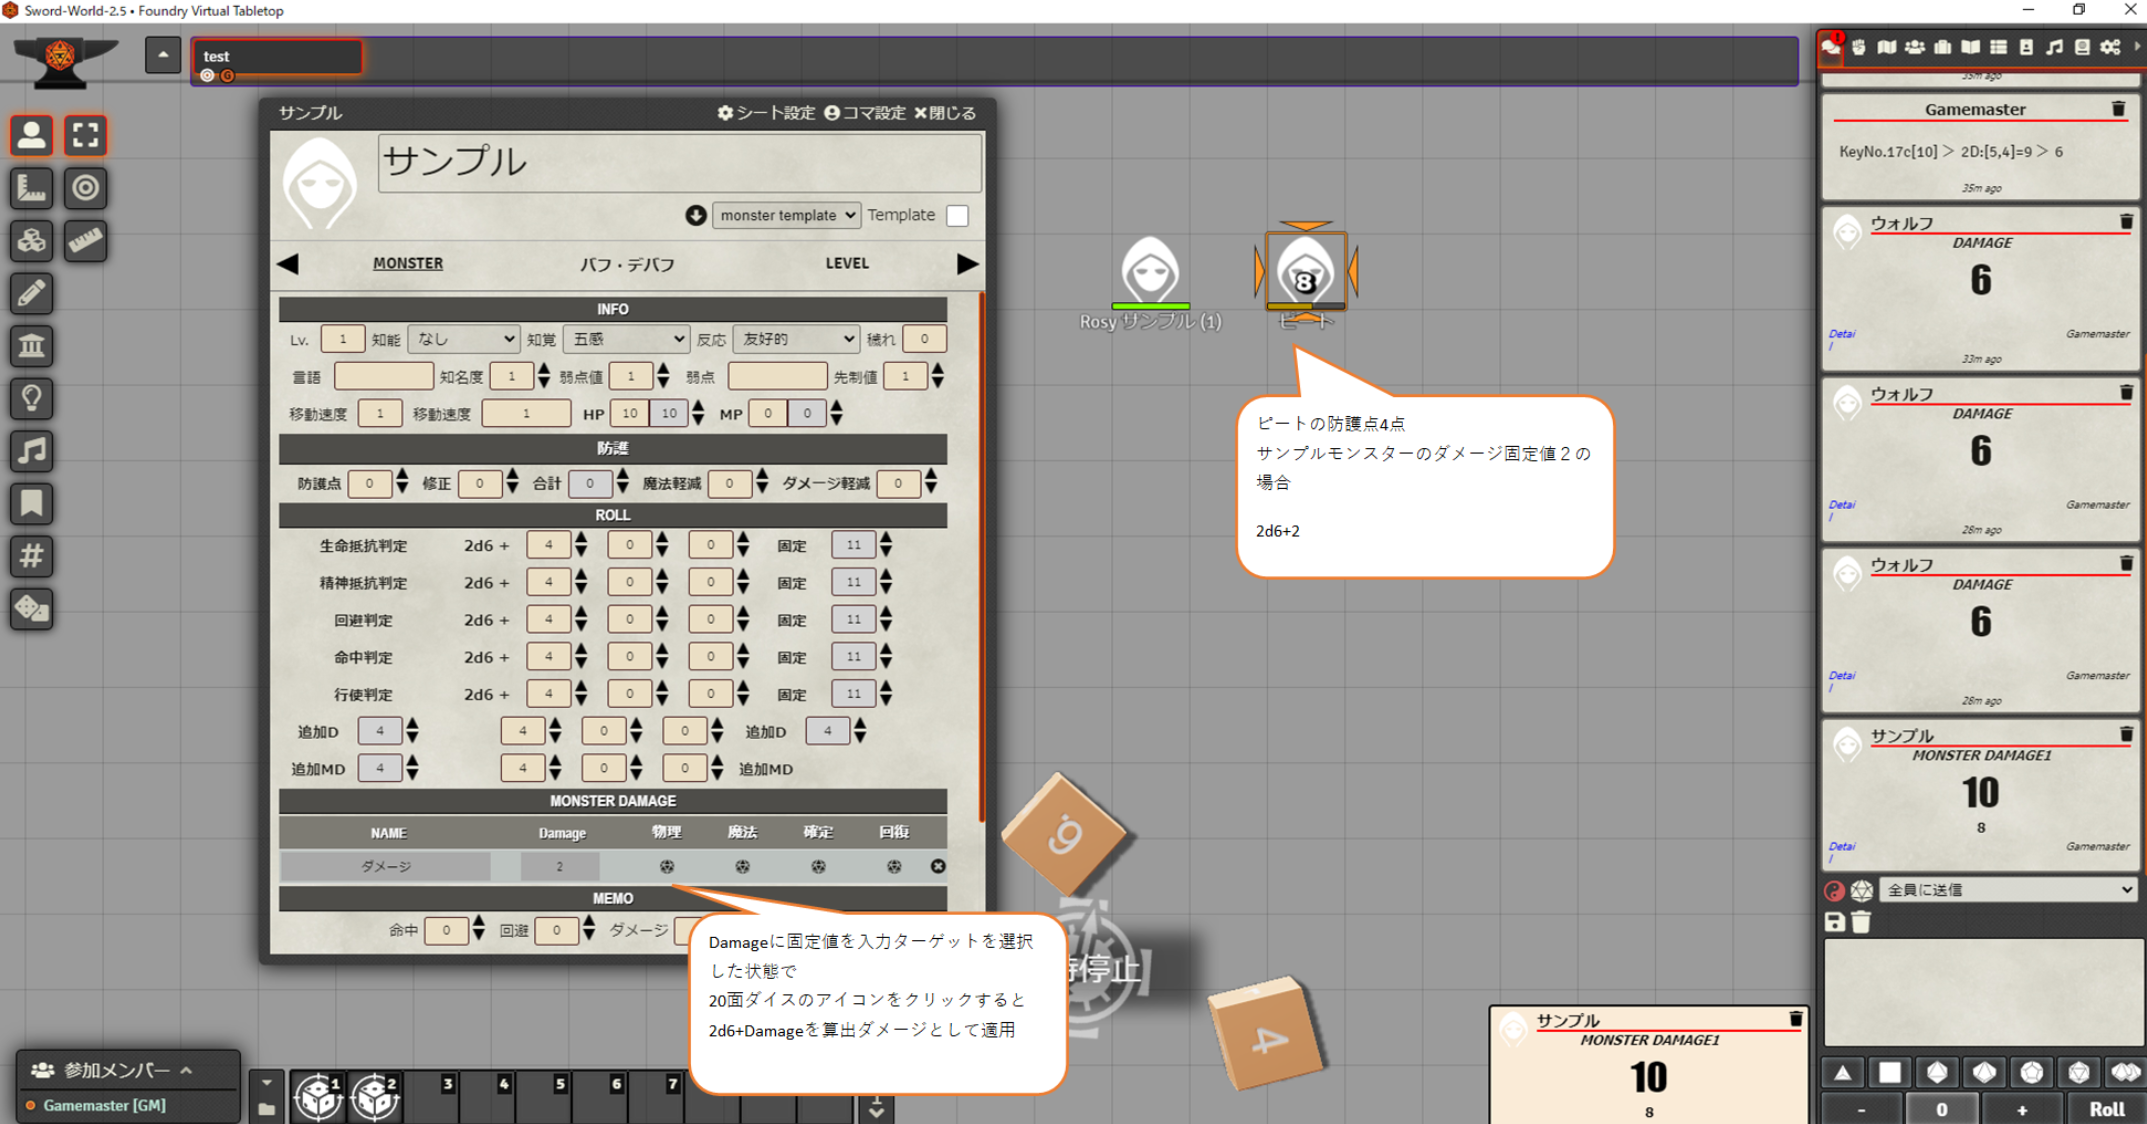 Sword-World-2.5 • Foundry Virtual Tabletop
test
G
サンプル
シート設定 コマ設定 閉じる
サンプル
monster template Template
MONSTER バフ・デバフ LEVEL
INFO
Lv. 1 知能 なし 知覚 五感 反応 友好的 穢れ 0
言語 知名度 1 弱点値 1 弱点 先制値 1
移動速度 1 移動速度 1 HP 10 10 MP 0 0
防護
防護点 0 修正 0 合計 0 魔法軽減 0 ダメージ軽減 0
ROLL
生命抵抗判定 2d6 + 4 0 0 固定 11
精神抵抗判定 2d6 + 4 0 0 固定 11
回避判定 2d6 + 4 0 0 固定 11
命中判定 2d6 + 4 0 0 固定 11
行使判定 2d6 + 4 0 0 固定 11
追加D 4 4 0 0 追加D 4
追加MD 4 4 0 0 追加MD
MONSTER DAMAGE
NAME Damage 物理 魔法 確定 回復
ダメージ 2
MEMO
命中 0 回避 0 ダメージ
Damageに固定値を入力ターゲットを選択
した状態で
20面ダイスのアイコンをクリックすると
2d6+Damageを算出ダメージとして適用
8
Rosy サンプル (1)
ピート
ピートの防護点4点
サンプルモンスターのダメージ固定値２の
場合
2d6+2
6
停止
4
サンプル
MONSTER DAMAGE1
10
8
35m ago
Gamemaster
KeyNo.17c[10] > 2D:[5,4]=9 > 6
35m ago
ウォルフ
DAMAGE
6
Detai
l
Gamemaster
33m ago
ウォルフ
DAMAGE
6
Detai
l
Gamemaster
28m ago
ウォルフ
DAMAGE
6
Detai
l
Gamemaster
28m ago
サンプル
MONSTER DAMAGE1
10
8
Detai
l
Gamemaster
全員に送信
- 0 + Roll
参加メンバー
Gamemaster [GM]
1 2 3 4 5 6 7
1